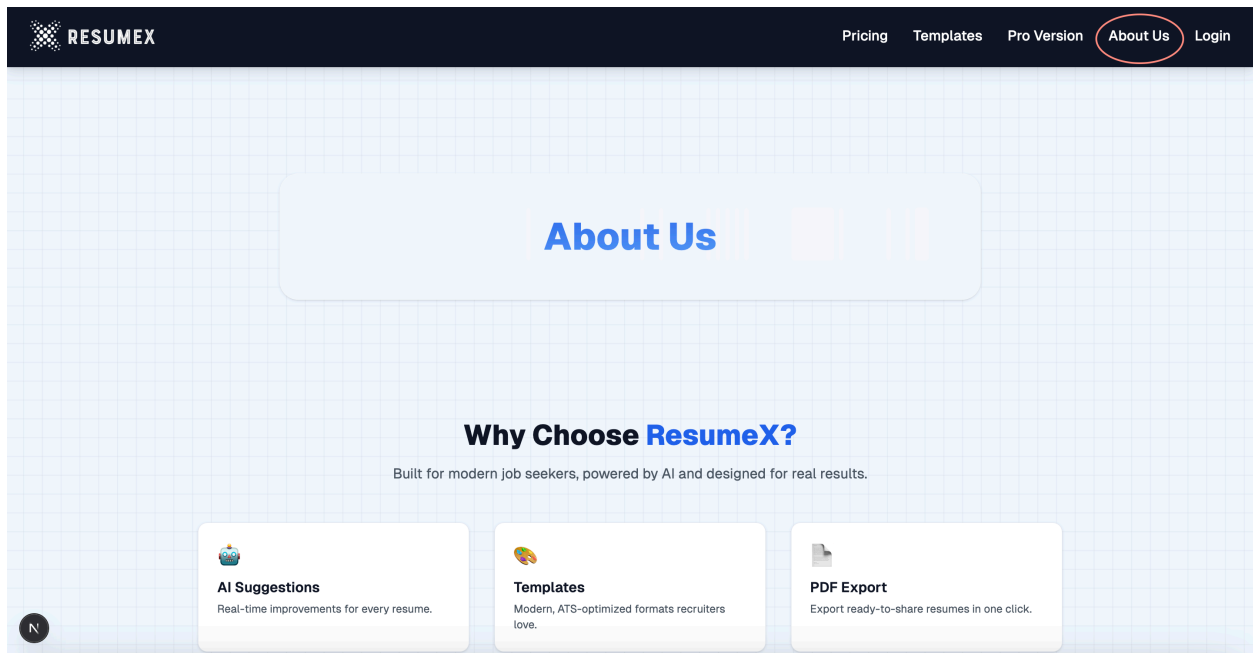 RESUMEX
Pricing
Templates
Pro Version
About Us
Login
About Us
Why Choose ResumeX?
Built for modern job seekers, powered by AI and designed for real results.
AI Suggestions
Real-time improvements for every resume.
Templates
Modern, ATS-optimized formats recruiters
love.
PDF Export
Export ready-to-share resumes in one click.
N